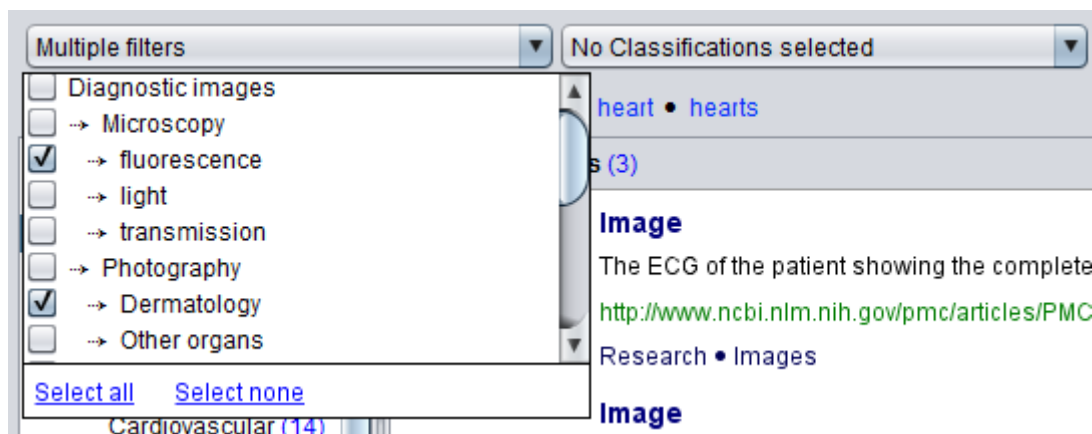 Multiple filters
No Classifications selected
Diagnostic images
⇢ Microscopy
⇢ fluorescence
⇢ light
⇢ transmission
⇢ Photography
⇢ Dermatology
⇢ Other organs
Select all Select none
Cardiovascular (14)
heart • hearts
s (3)
Image
The ECG of the patient showing the complete
http://www.ncbi.nlm.nih.gov/pmc/articles/PMC
Research • Images
Image